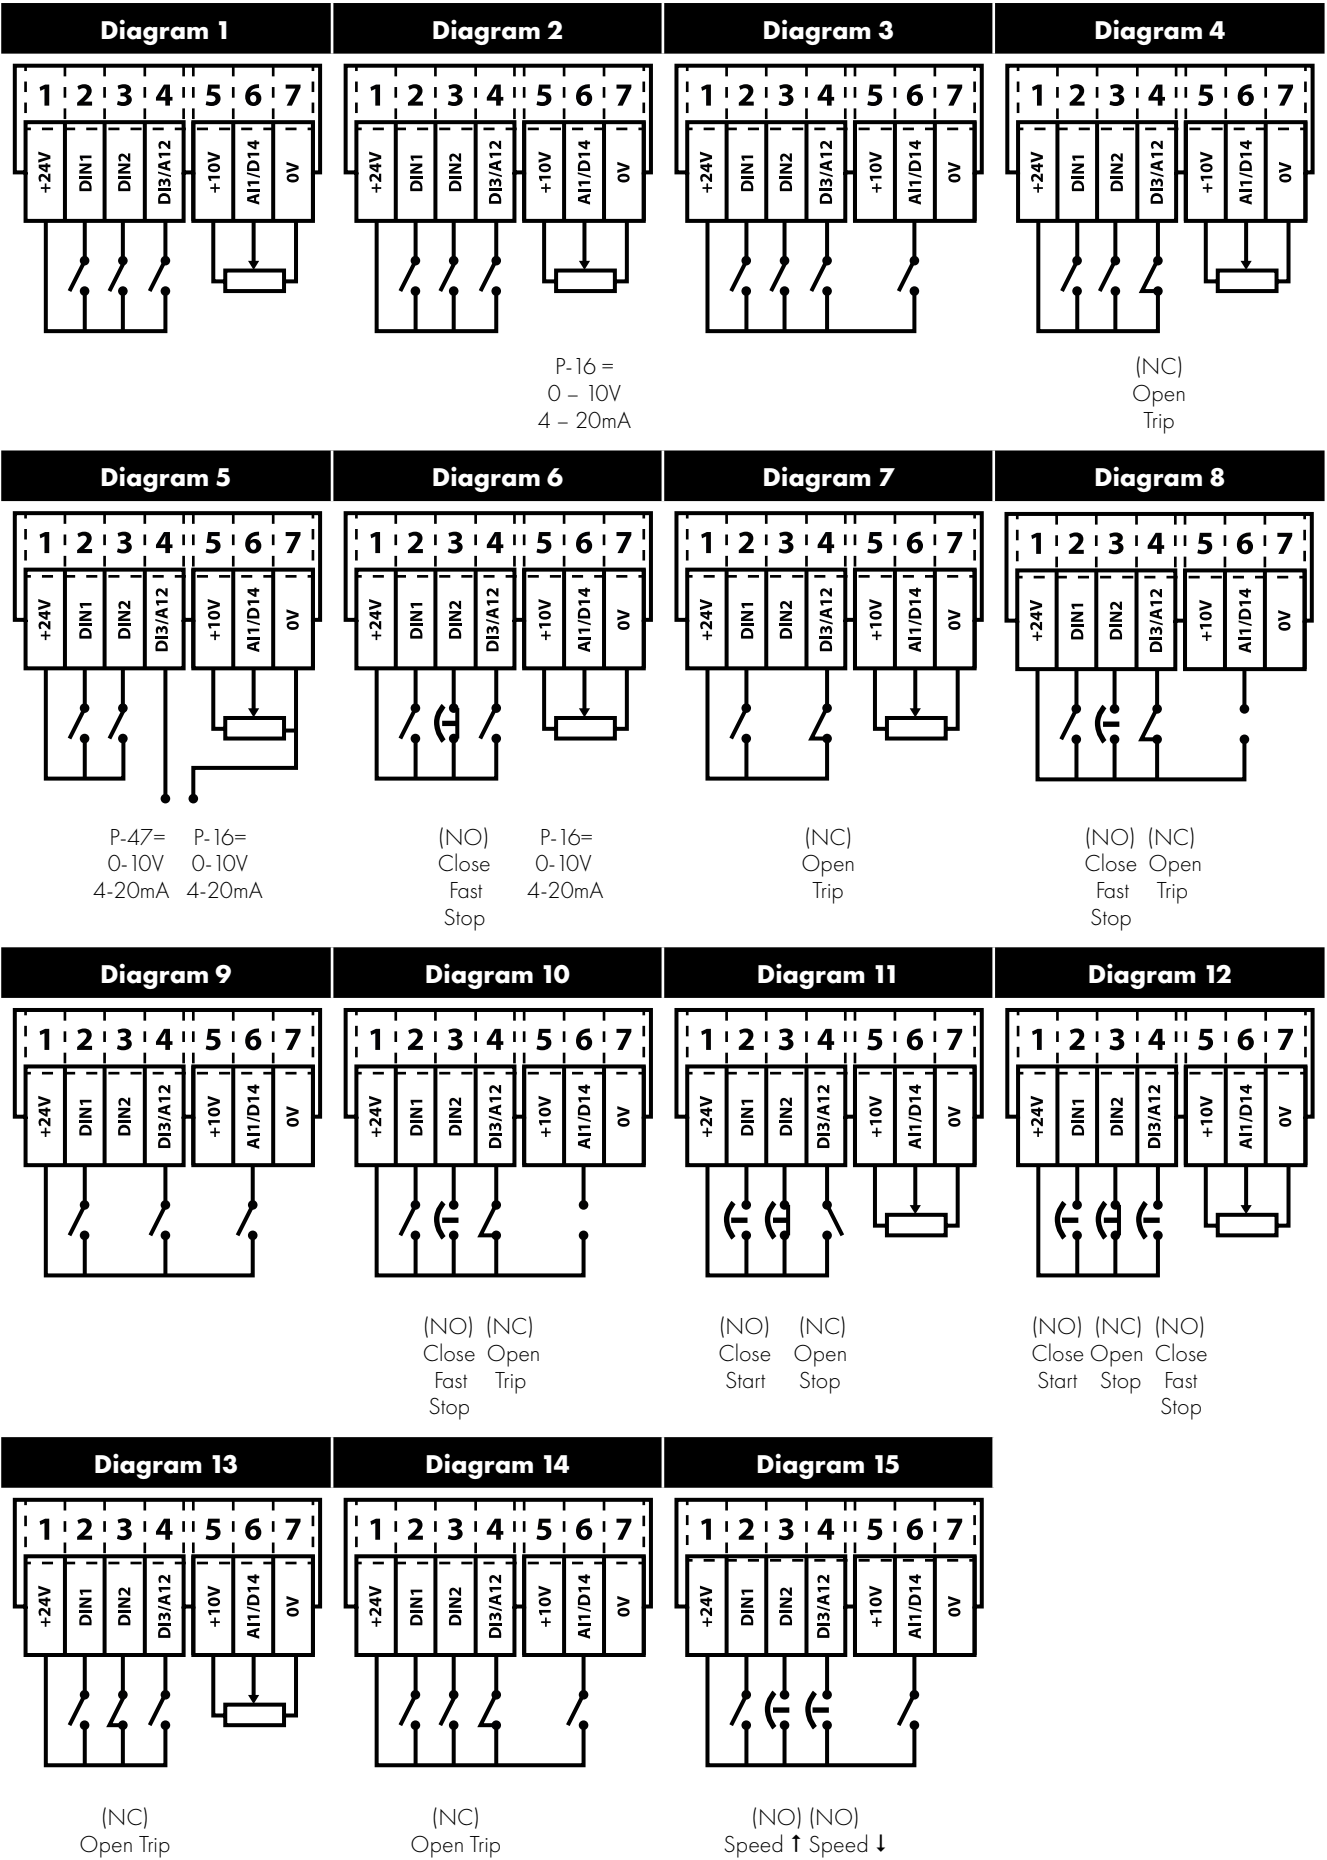 Diagram 1 Diagram 2 Diagram 3 Diagram 4
1 2 3 4 5 6 7 1 2 3 4 5 6 7 1 2 3 4 5 6 7 1 2 3 4 5 6 7
+24V DIN1 DIN2 DI3/A12 +10V AI1/D14 0V +24V DIN1 DIN2 DI3/A12 +10V AI1/D14 0V +24V DIN1 DIN2 DI3/A12 +10V AI1/D14 0V +24V DIN1 DIN2 DI3/A12 +10V AI1/D14 0V
P-16 = (NC)
0 – 10V Open
4 – 20mA Trip
Diagram 5 Diagram 6 Diagram 7 Diagram 8
1 2 3 4 5 6 7 1 2 3 4 5 6 7 1 2 3 4 5 6 7 1 2 3 4 5 6 7
+24V DIN1 DIN2 DI3/A12 +10V AI1/D14 0V +24V DIN1 DIN2 DI3/A12 +10V AI1/D14 0V +24V DIN1 DIN2 DI3/A12 +10V AI1/D14 0V +24V DIN1 DIN2 DI3/A12 +10V AI1/D14 0V
P-47= P-16= (NO) P-16= (NC) (NO) (NC)
0-10V 0-10V Close 0-10V Open Close Open
4-20mA 4-20mA Fast 4-20mA Trip Fast Trip
Stop Stop
Diagram 9 Diagram 10 Diagram 11 Diagram 12
1 2 3 4 5 6 7 1 2 3 4 5 6 7 1 2 3 4 5 6 7 1 2 3 4 5 6 7
+24V DIN1 DIN2 DI3/A12 +10V AI1/D14 0V +24V DIN1 DIN2 DI3/A12 +10V AI1/D14 0V +24V DIN1 DIN2 DI3/A12 +10V AI1/D14 0V +24V DIN1 DIN2 DI3/A12 +10V AI1/D14 0V
(NO) (NC) (NO) (NC) (NO) (NC) (NO)
Close Open Close Open Close Open Close
Fast Trip Start Stop Start Stop Fast
Stop Stop
Diagram 13 Diagram 14 Diagram 15
1 2 3 4 5 6 7 1 2 3 4 5 6 7 1 2 3 4 5 6 7
+24V DIN1 DIN2 DI3/A12 +10V AI1/D14 0V +24V DIN1 DIN2 DI3/A12 +10V AI1/D14 0V +24V DIN1 DIN2 DI3/A12 +10V AI1/D14 0V
(NC) (NC) (NO) (NO)
Open Trip Open Trip Speed ↑ Speed ↓